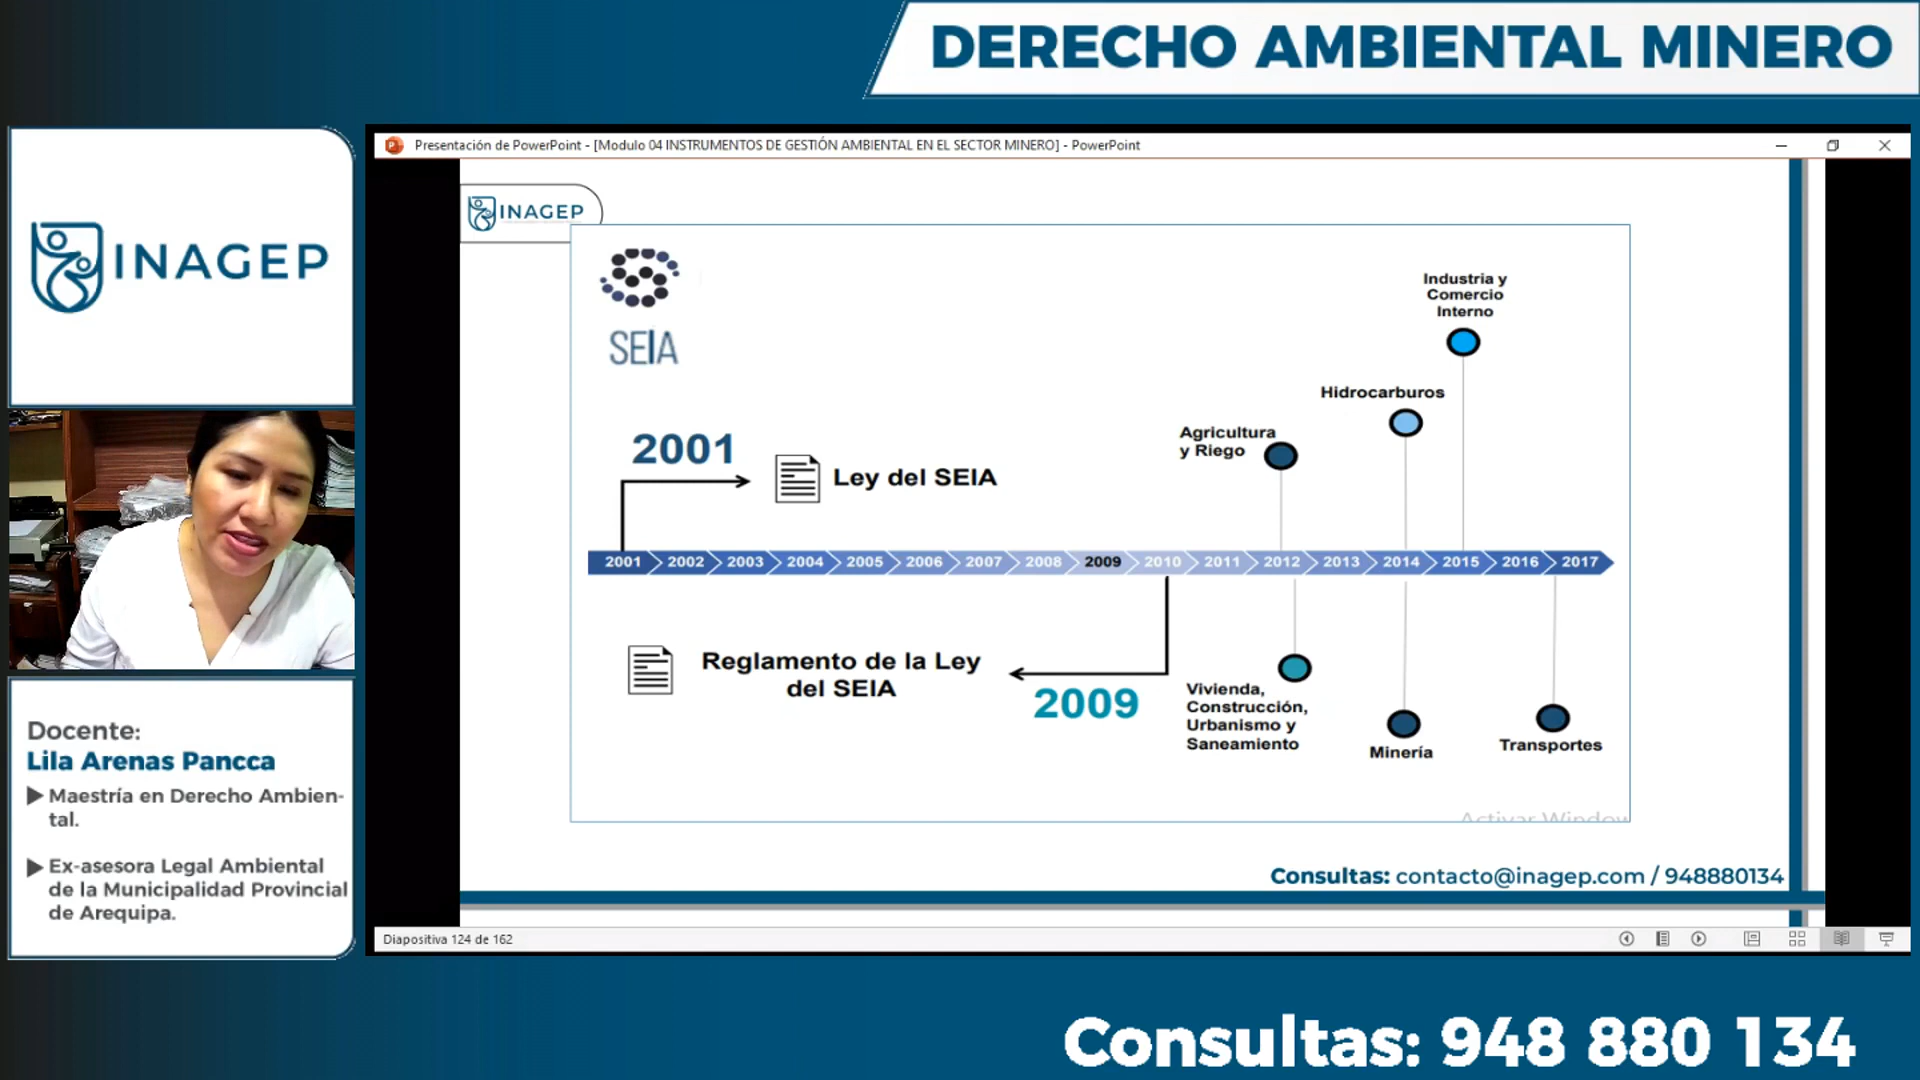 DERECHO AMBIENTAL MINERO
INAGEP
Presentación de PowerPoint - [Modulo 04 INSTRUMENTOS DE GESTIÓN AMBIENTAL EN EL SECTOR MINERO] - PowerPoint
INAGEP
SEIA
2001
Ley del SEIA
Agricultura
y Riego
Hidrocarburos
Industria y
Comercio
Interno
2001 2002 2003 2004 2005 2006 2007 2008 2009 2010 2011 2012 2013 2014 2015 2016 2017
Reglamento de la Ley
del SEIA
2009
Vivienda,
Construcción,
Urbanismo y
Saneamiento
Minería
Transportes
Activar Window
Consultas: contacto@inagep.com / 948880134
Diapositiva 124 de 162
Docente:
Lila Arenas Pancca
Maestría en Derecho Ambien-
tal.
Ex-asesora Legal Ambiental
de la Municipalidad Provincial
de Arequipa.
Consultas: 948 880 134